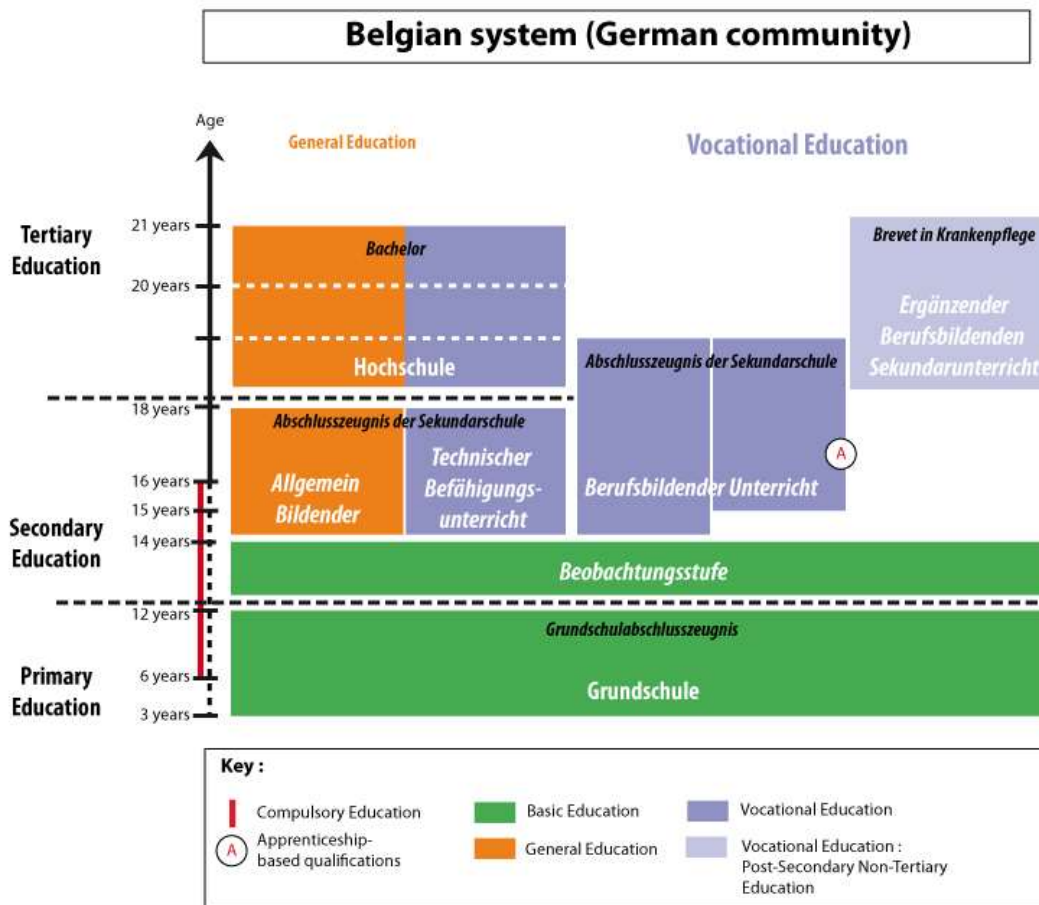 Belgian system (German community)
Age
General Education
Vocational Education
21 years
Tertiary
Education
20 years
Bachelor
Hochschule
Brevet in Krankenpflege
Ergänzender
Berufsbildenden
Sekundarunterricht
Abschlusszeugnis der Sekundarschule
18 years
Abschlusszeugnis der Sekundarschule
Allgemein
Bildender
Technischer
Befähigungs-
unterricht
Berufsbildender Unterricht
A
16 years
15 years
Secondary
Education
14 years
Beobachtungsstufe
12 years
Grundschulabschlusszeugnis
Primary
Education
6 years
Grundschule
3 years
Key :
Compulsory Education
A
Apprenticeship-
based qualifications
Basic Education
General Education
Vocational Education
Vocational Education :
Post-Secondary Non-Tertiary
Education